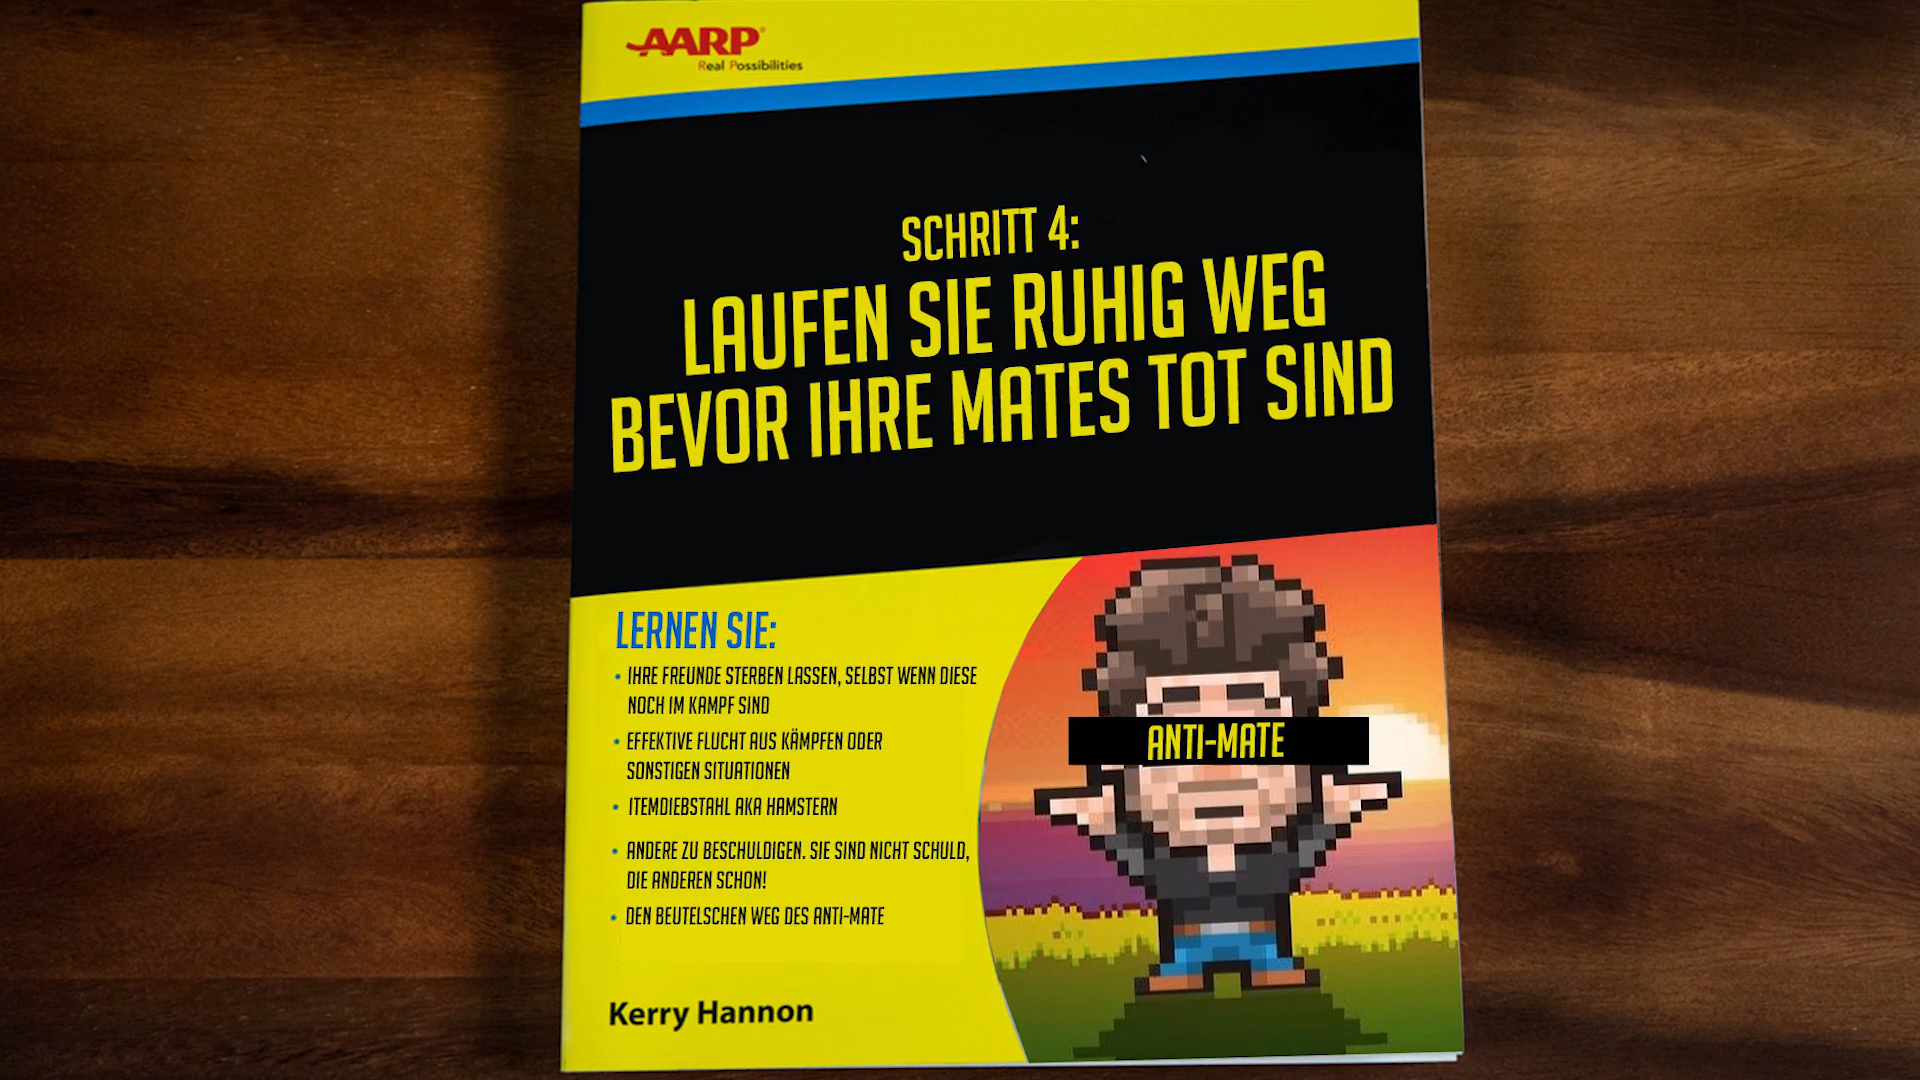 AARP®
Real Possibilities
SCHRITT 4:
LAUFEN SIE RUHIG WEG
BEVOR IHRE MATES TOT SIND
LERNEN SIE:
• IHRE FREUNDE STERBEN LASSEN, SELBST WENN DIESE
NOCH IM KAMPF SIND
• EFFEKTIVE FLUCHT AUS KÄMPFEN ODER
SONSTIGEN SITUATIONEN
• ITEMDIEBSTAHL AKA HAMSTERN
• ANDERE ZU BESCHULDIGEN. SIE SIND NICHT SCHULD,
DIE ANDEREN SCHON!
• DEN BEUTELSCHEN WEG DES ANTI-MATE
ANTI-MATE
Kerry Hannon